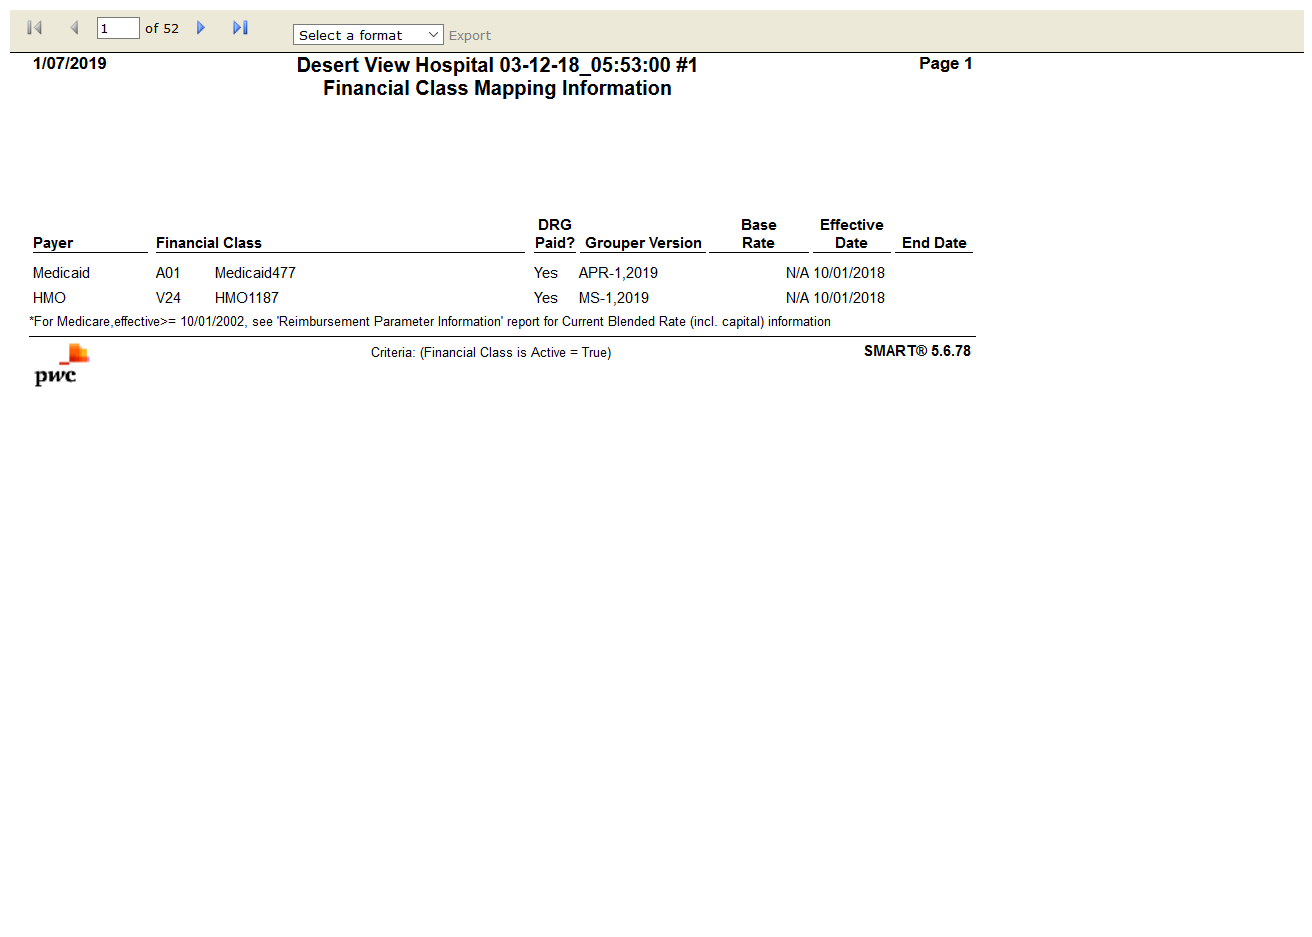 1 of 52 Select a format Export
1/07/2019 Desert View Hospital 03-12-18_05:53:00 #1 Page 1
Financial Class Mapping Information
DRG Base Effective
Payer Financial Class Paid? Grouper Version Rate Date End Date
Medicaid A01 Medicaid477 Yes APR-1,2019 N/A 10/01/2018
HMO V24 HMO1187 Yes MS-1,2019 N/A 10/01/2018
*For Medicare,effective>= 10/01/2002, see 'Reimbursement Parameter Information' report for Current Blended Rate (incl. capital) information
Criteria: (Financial Class is Active = True) SMART® 5.6.78
pwc